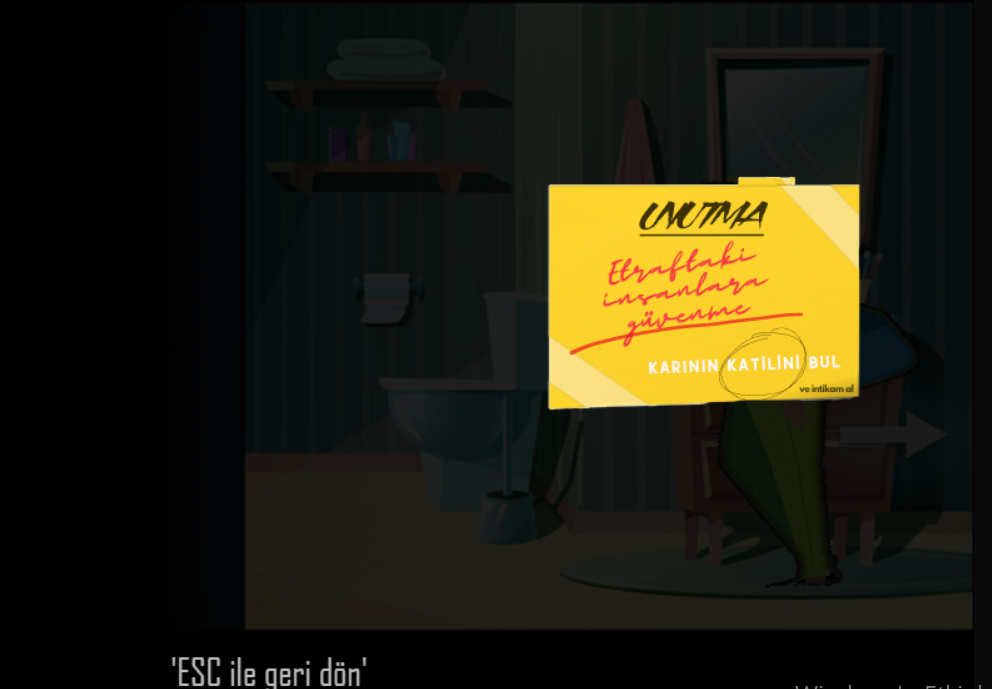 UNUTMA
Etraftaki
insanlara
güvenme
KARININ KATİLİNİ BUL
ve intikam al
'ESC ile geri dön'